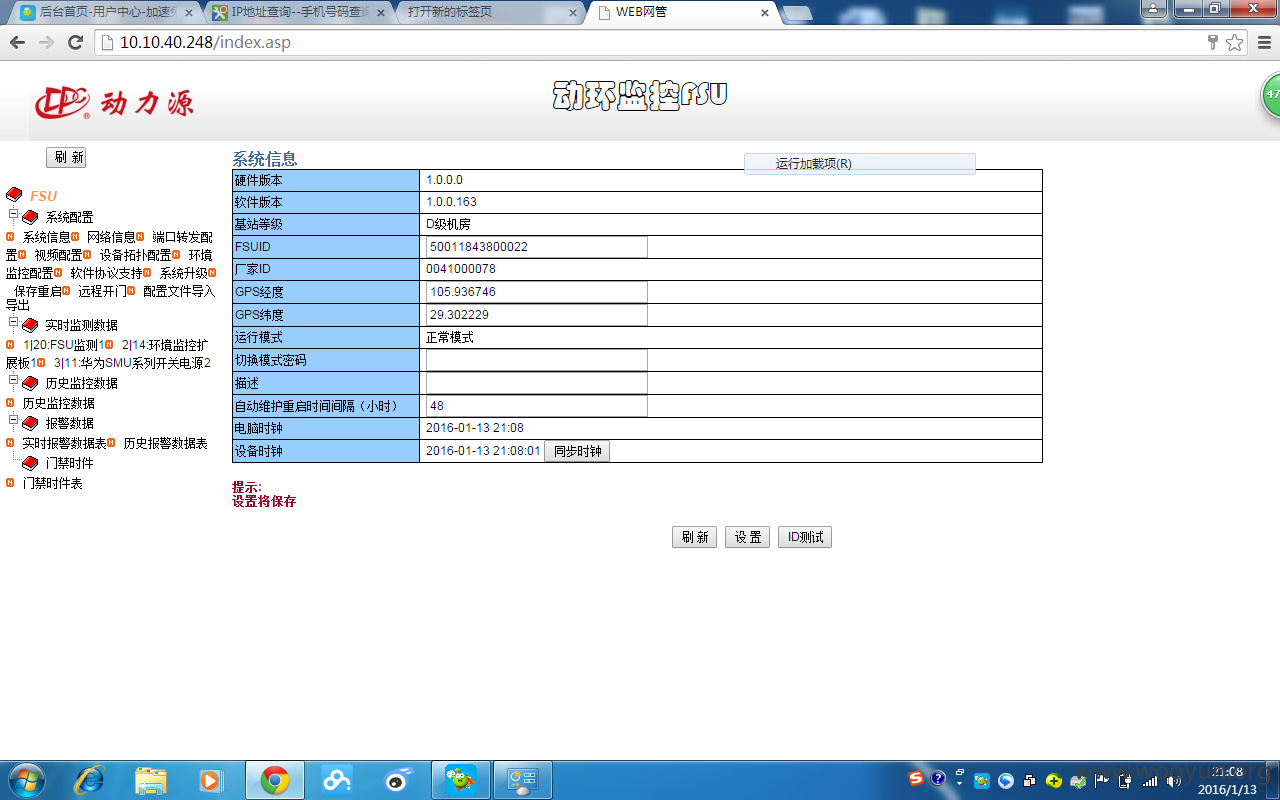 后台首页-用户中心-加速
IP地址查询--手机号码查
打开新的标签页
WEB网管
10.10.40.248/index.asp
动力源
动环监控FSU
47
刷 新
FSU
系统配置
系统信息 网络信息 端口转发配
置 视频配置 设备拓扑配置 环境
监控配置 软件协议支持 系统升级
保存重启 远程开门 配置文件导入
导出
实时监测数据
1|20:FSU监测1 2|14:环境监控扩
展板1 3|11:华为SMU系列开关电源2
历史监控数据
历史监控数据
报警数据
实时报警数据表 历史报警数据表
门禁时件
门禁时件表
系统信息
运行加载项(R)
硬件版本 1.0.0.0
软件版本 1.0.0.163
基站等级 D级机房
FSUID 50011843800022
厂家ID 0041000078
GPS经度 105.936746
GPS纬度 29.302229
运行模式 正常模式
切换模式密码
描述
自动维护重启时间间隔（小时） 48
电脑时钟 2016-01-13 21:08
设备时钟 2016-01-13 21:08:01 同步时钟
提示:
设置将保存
刷 新 设 置 ID测试
21:08
2016/1/13